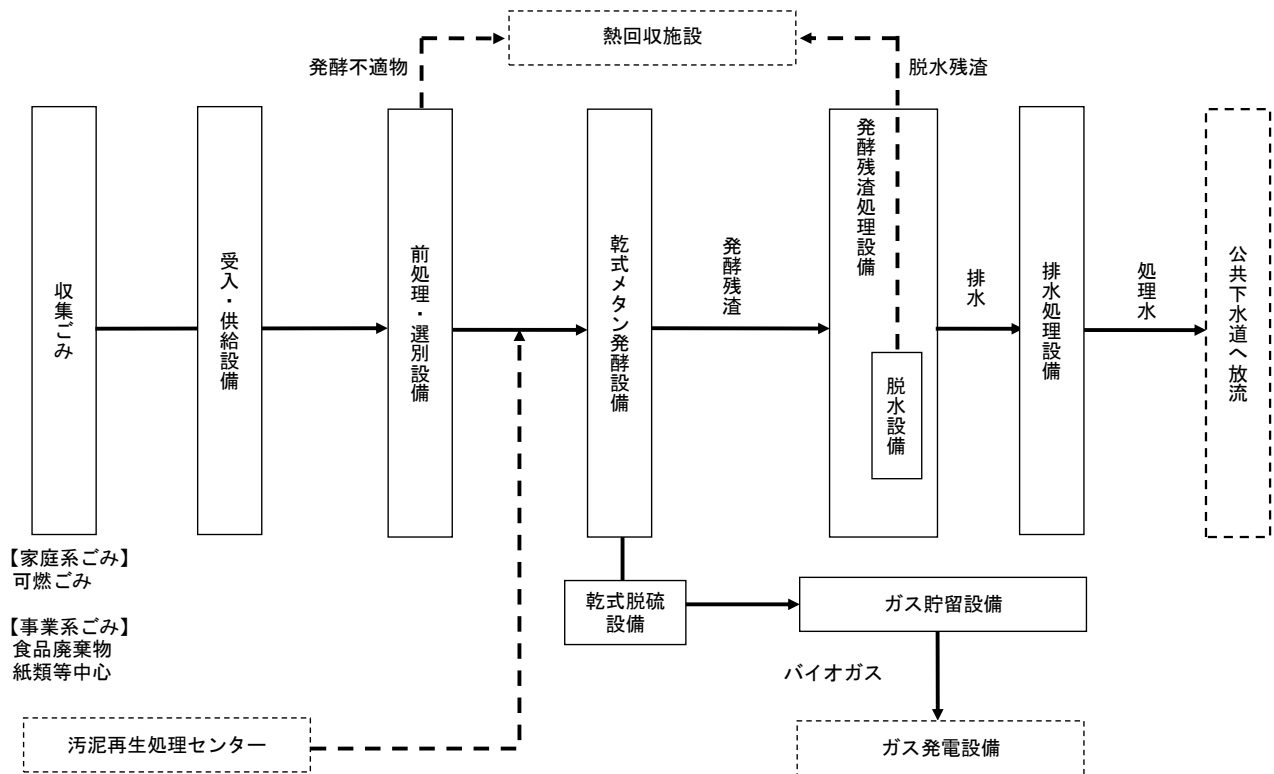 熱回収施設
発酵不適物
脱水残渣
収集ごみ
受入・供給設備
前処理・選別設備
乾式メタン発酵設備
発酵残渣
発酵残渣処理設備
脱水設備
排水
排水処理設備
処理水
公共下水道へ放流
【家庭系ごみ】
可燃ごみ
【事業系ごみ】
食品廃棄物
紙類等中心
乾式脱硫
設備
ガス貯留設備
バイオガス
汚泥再生処理センター
ガス発電設備